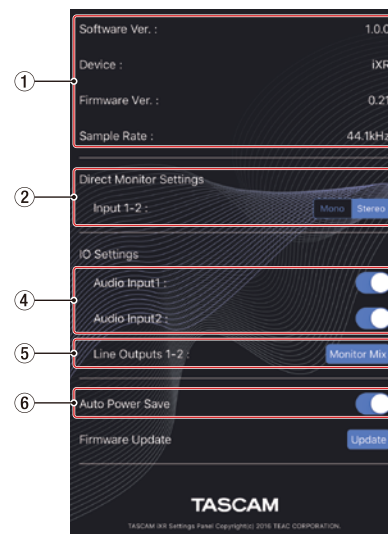 ① Software Ver. : 1.0.0
Device : iXR
Firmware Ver. : 0.21
Sample Rate : 44.1kHz
Direct Monitor Settings
② Input 1-2 : Mono Stereo
IO Settings
Audio Input1 :
④
Audio Input2 :
⑤ Line Outputs 1-2 : Monitor Mix
⑥ Auto Power Save
Firmware Update Update
TASCAM
TASCAM iXR Settings Panel Copyright(c) 2016 TEAC CORPORATION.